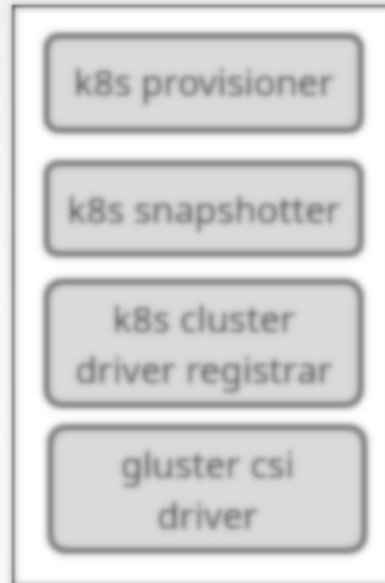 k8s provisioner
k8s snapshotter
k8s cluster
driver registrar
gluster csi
driver